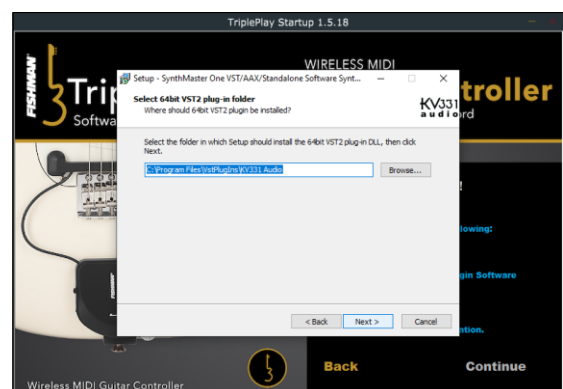 TriplePlay Startup 1.5.18
FISHMAN
WIRELESS MIDI
Trip
troller
Softwa
rd
Setup - SynthMaster One VST/AAX/Standalone Software Synt...
Select 64bit VST2 plug-in folder
Where should 64bit VST2 plugin be installed?
KV331
audio
Select the folder in which Setup should install the 64bit VST2 plug-in DLL, then click
Next.
C:\Program Files\VstPlugIns\KV331 Audio
Browse...
!
lowing:
gin Software
ntion.
< Back
Next >
Cancel
Back
Continue
Wireless MIDI Guitar Controller